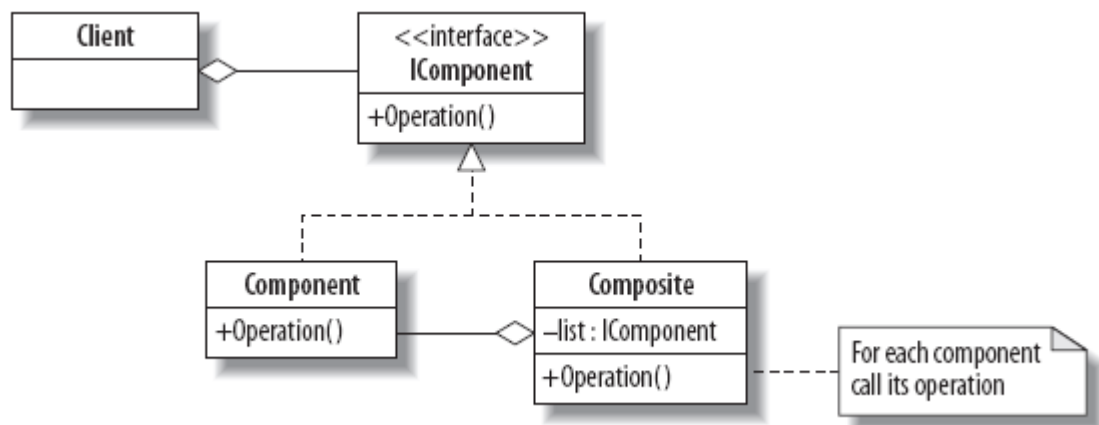 Client
<<interface>>
IComponent
+Operation()
Component
+Operation()
Composite
–list : IComponent
+Operation()
For each component
call its operation